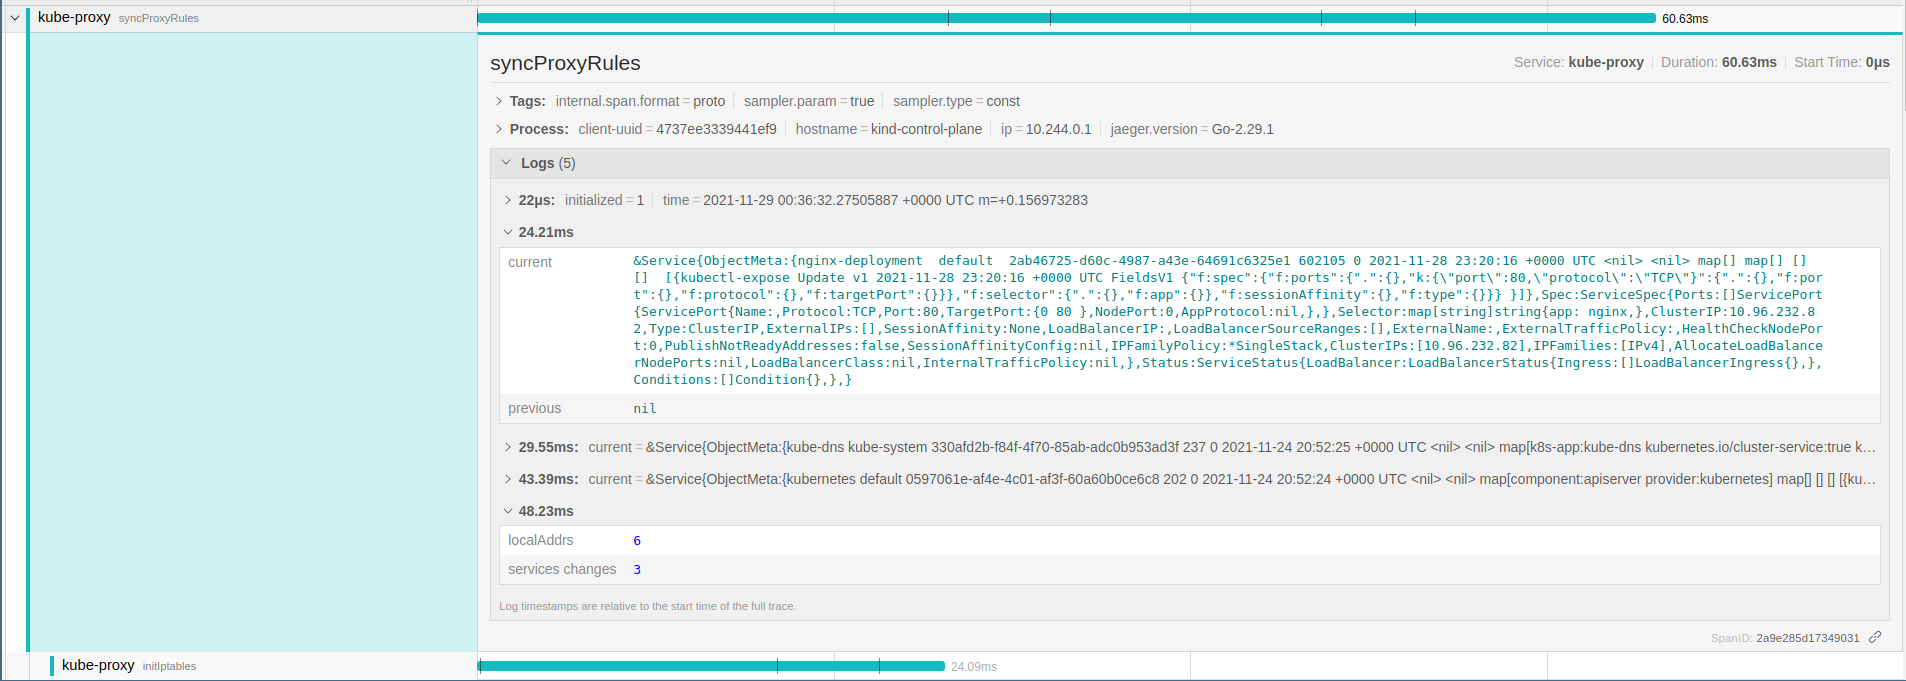 kube-proxy syncProxyRules
60.63ms
syncProxyRules
Service: kube-proxy Duration: 60.63ms Start Time: 0μs
Tags: internal.span.format = proto sampler.param = true sampler.type = const
Process: client-uuid = 4737ee3339441ef9 hostname = kind-control-plane ip = 10.244.0.1 jaeger.version = Go-2.29.1
Logs (5)
22μs: initialized = 1 time = 2021-11-29 00:36:32.27505887 +0000 UTC m=+0.156973283
24.21ms
current
&Service{ObjectMeta:{nginx-deployment  default  2ab46725-d60c-4987-a43e-64691c6325e1 602105 0 2021-11-28 23:20:16 +0000 UTC <nil> <nil> map[] map[] []
[]  [{kubectl-expose Update v1 2021-11-28 23:20:16 +0000 UTC FieldsV1 {"f:spec":{"f:ports":{".":{},"k:{\"port\":80,\"protocol\":\"TCP\"}":{".":{},"f:por
t":{},"f:protocol":{},"f:targetPort":{}}},"f:selector":{".":{},"f:app":{}},"f:sessionAffinity":{},"f:type":{}}} }]},Spec:ServiceSpec{Ports:[]ServicePort
{ServicePort{Name:,Protocol:TCP,Port:80,TargetPort:{0 80 },NodePort:0,AppProtocol:nil,},},Selector:map[string]string{app: nginx,},ClusterIP:10.96.232.8
2,Type:ClusterIP,ExternalIPs:[],SessionAffinity:None,LoadBalancerIP:,LoadBalancerSourceRanges:[],ExternalName:,ExternalTrafficPolicy:,HealthCheckNodePor
t:0,PublishNotReadyAddresses:false,SessionAffinityConfig:nil,IPFamilyPolicy:*SingleStack,ClusterIPs:[10.96.232.82],IPFamilies:[IPv4],AllocateLoadBalance
rNodePorts:nil,LoadBalancerClass:nil,InternalTrafficPolicy:nil,},Status:ServiceStatus{LoadBalancer:LoadBalancerStatus{Ingress:[]LoadBalancerIngress{},},
Conditions:[]Condition{},},}
previous nil
29.55ms: current = &Service{ObjectMeta:{kube-dns kube-system 330afd2b-f84f-4f70-85ab-adc0b953ad3f 237 0 2021-11-24 20:52:25 +0000 UTC <nil> <nil> map[k8s-app:kube-dns kubernetes.io/cluster-service:true k…
43.39ms: current = &Service{ObjectMeta:{kubernetes default 0597061e-af4e-4c01-af3f-60a60b0ce6c8 202 0 2021-11-24 20:52:24 +0000 UTC <nil> <nil> map[component:apiserver provider:kubernetes] map[] [] [] [{ku…
48.23ms
localAddrs 6
services changes 3
Log timestamps are relative to the start time of the full trace.
SpanID: 2a9e285d17349031
kube-proxy initIptables
24.09ms